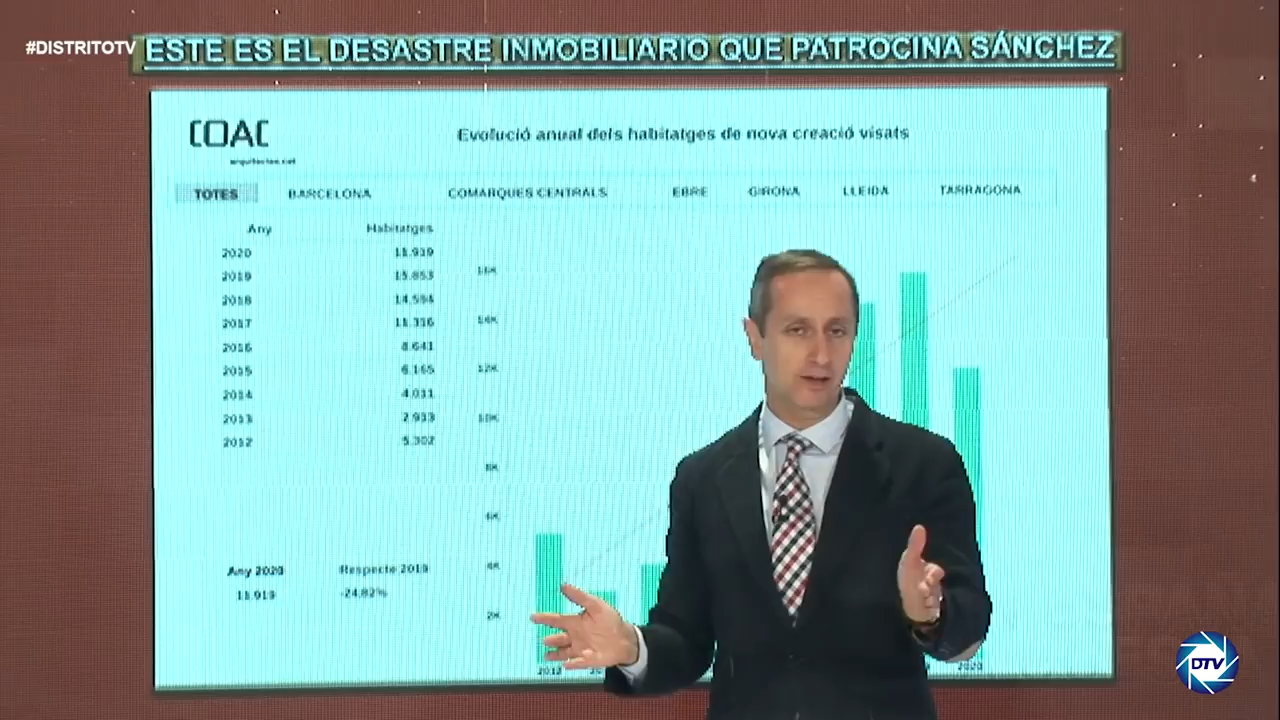 #DISTRITOTV
ESTE ES EL DESASTRE INMOBILIARIO QUE PATROCINA SÁNCHEZ
COAC
arquitectes.cat
Evolució anual dels habitatges de nova creació visats
TOTES BARCELONA COMARQUES CENTRALS EBRE GIRONA LLEIDA TARRAGONA
Any Habitatges
2020 11.919
2019 15.853
2018 14.594
2017 11.316
2016 8.641
2015 6.165
2014 4.011
2013 2.933
2012 5.302
16K
14K
12K
10K
8K
6K
4K
2K
Any 2020 Respecte 2019
11.919 -24,82%
2012 2020
DTV